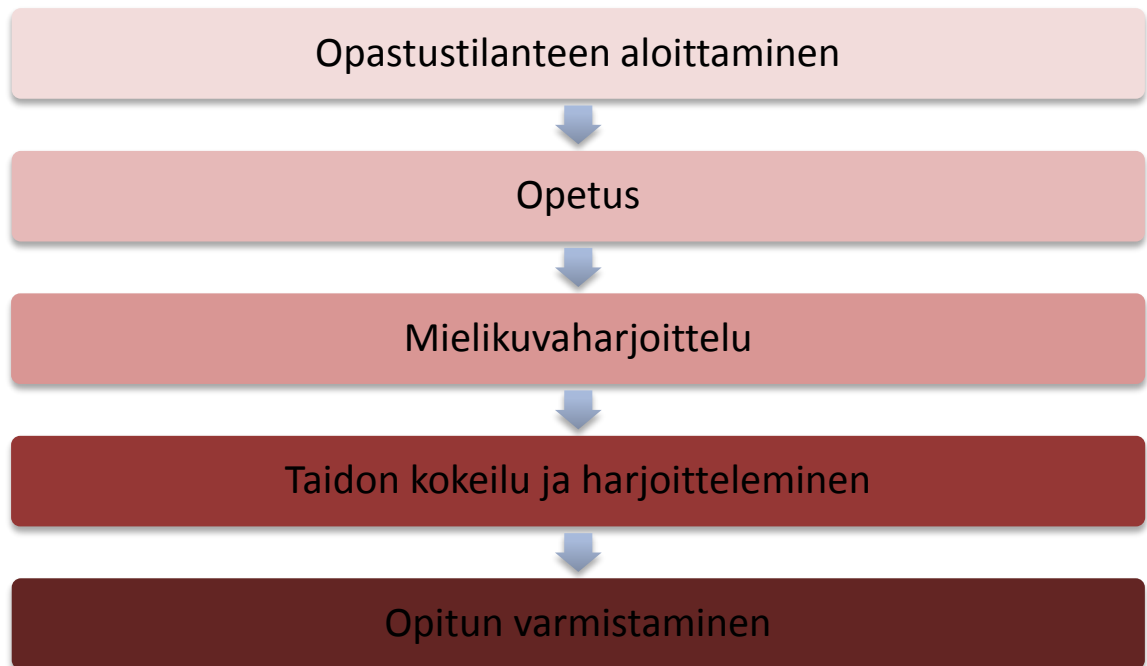 Opastustilanteen aloittaminen
Opetus
Mielikuvaharjoittelu
Taidon kokeilu ja harjoitteleminen
Opitun varmistaminen